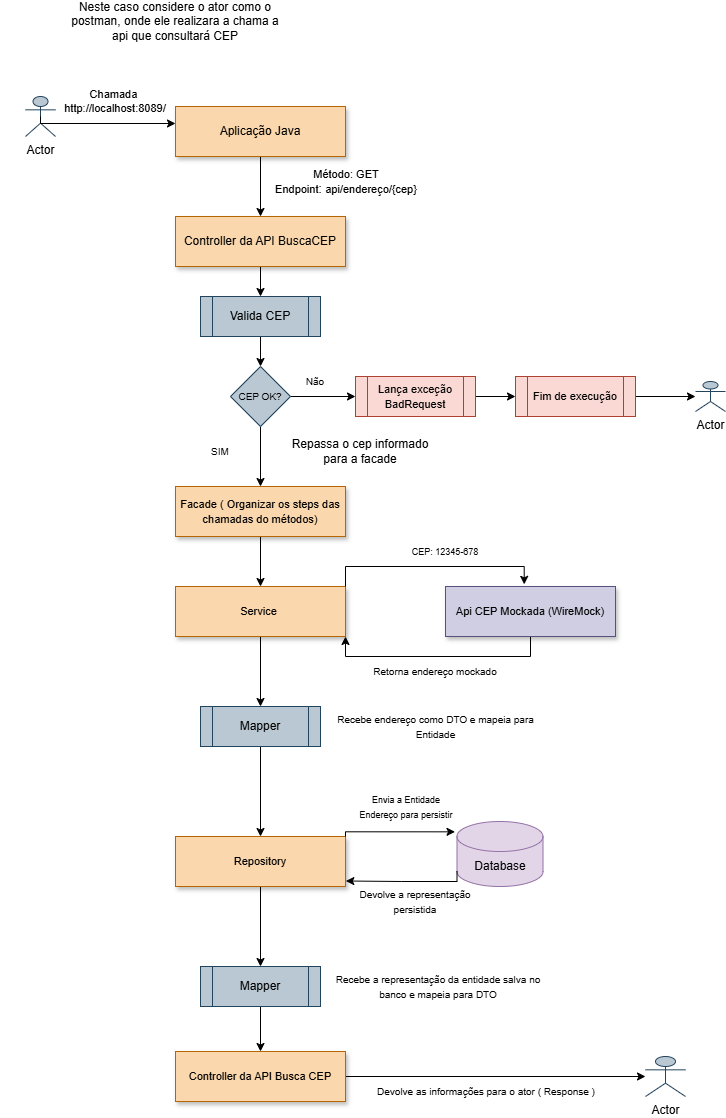 Neste caso considere o ator como o
postman, onde ele realizara a chama a
api que consultará CEP
Chamada
http://localhost:8089/
Actor
Aplicação Java
Método: GET
Endpoint: api/endereço/{cep}
Controller da API BuscaCEP
Valida CEP
CEP OK?
Não
Lança exceção
BadRequest
Fim de execução
Actor
SIM
Repassa o cep informado
para a facade
Facade ( Organizar os steps das
chamadas do métodos)
CEP: 12345-678
Service
Api CEP Mockada (WireMock)
Retorna endereço mockado
Mapper
Recebe endereço como DTO e mapeia para
Entidade
Envia a Entidade
Endereço para persistir
Repository
Database
Devolve a representação
persistida
Mapper
Recebe a representação da entidade salva no
banco e mapeia para DTO
Controller da API Busca CEP
Devolve as informações para o ator ( Response )
Actor